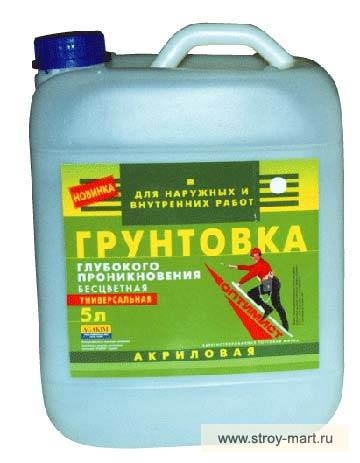 НОВИНКА
ДЛЯ НАРУЖНЫХ И
ВНУТРЕННИХ РАБОТ
ГРУНТОВКА
ГЛУБОКОГО
ПРОНИКНОВЕНИЯ
БЕСЦВЕТНАЯ
УНИВЕРСАЛЬНАЯ
5л
ОПТИМИСТ
АКРИЛОВАЯ
www.stroy-mart.ru